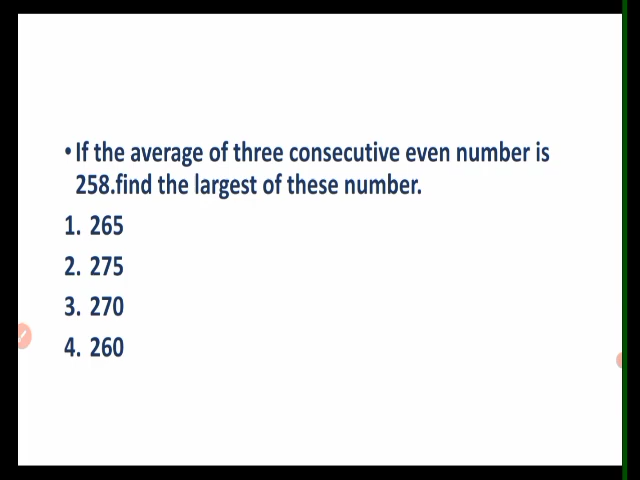 • If the average of three consecutive even number is
258.find the largest of these number.
1. 265
2. 275
3. 270
4. 260